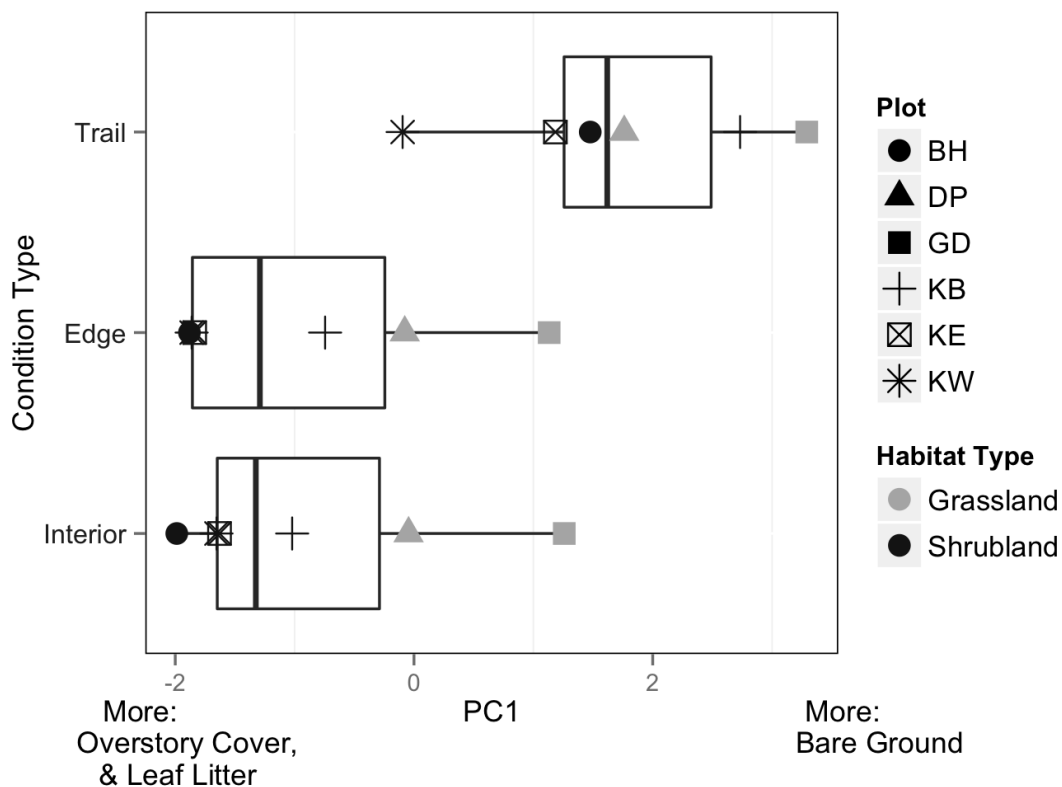 Trail
Edge
Interior
Condition Type
-2
0
2
PC1
More:
Overstory Cover,
& Leaf Litter
More:
Bare Ground
Plot
BH
DP
GD
KB
KE
KW
Habitat Type
Grassland
Shrubland